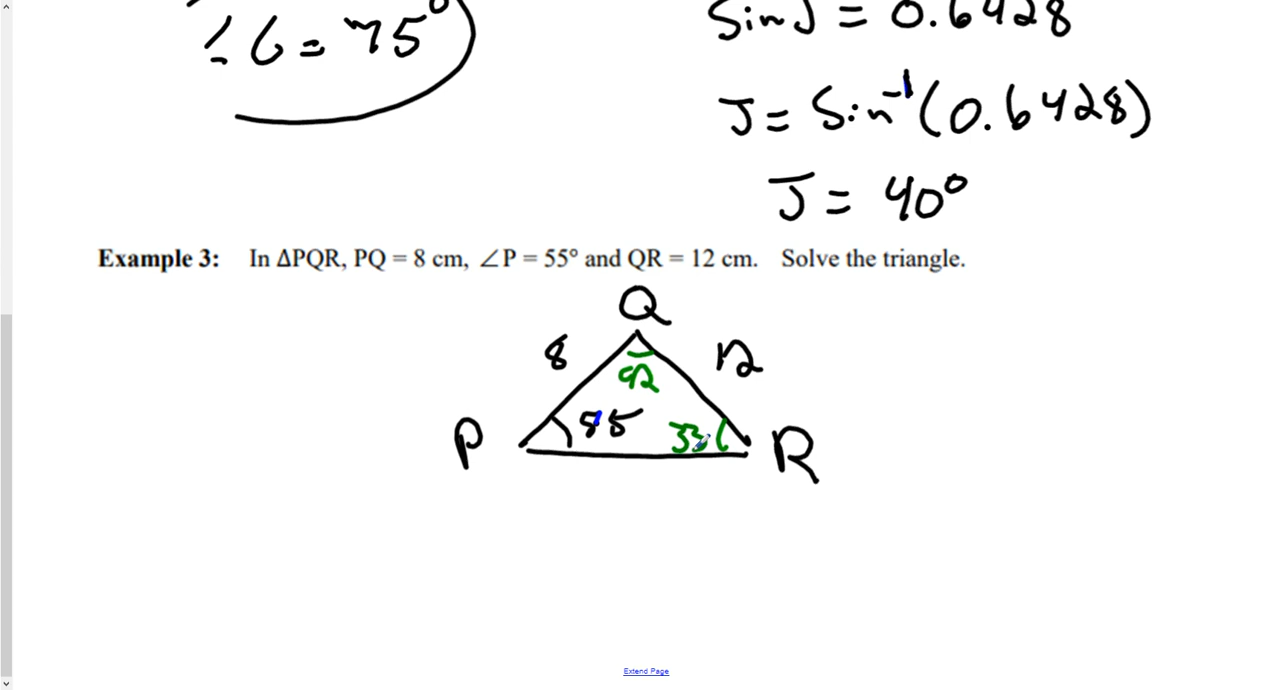 ∠G = 75°
Sin J = 0.6428
J = Sin⁻¹(0.6428)
J = 40°
Example 3: In ΔPQR, PQ = 8 cm, ∠P = 55° and QR = 12 cm. Solve the triangle.
Q
8
12
92
P
55
33
R
Extend Page